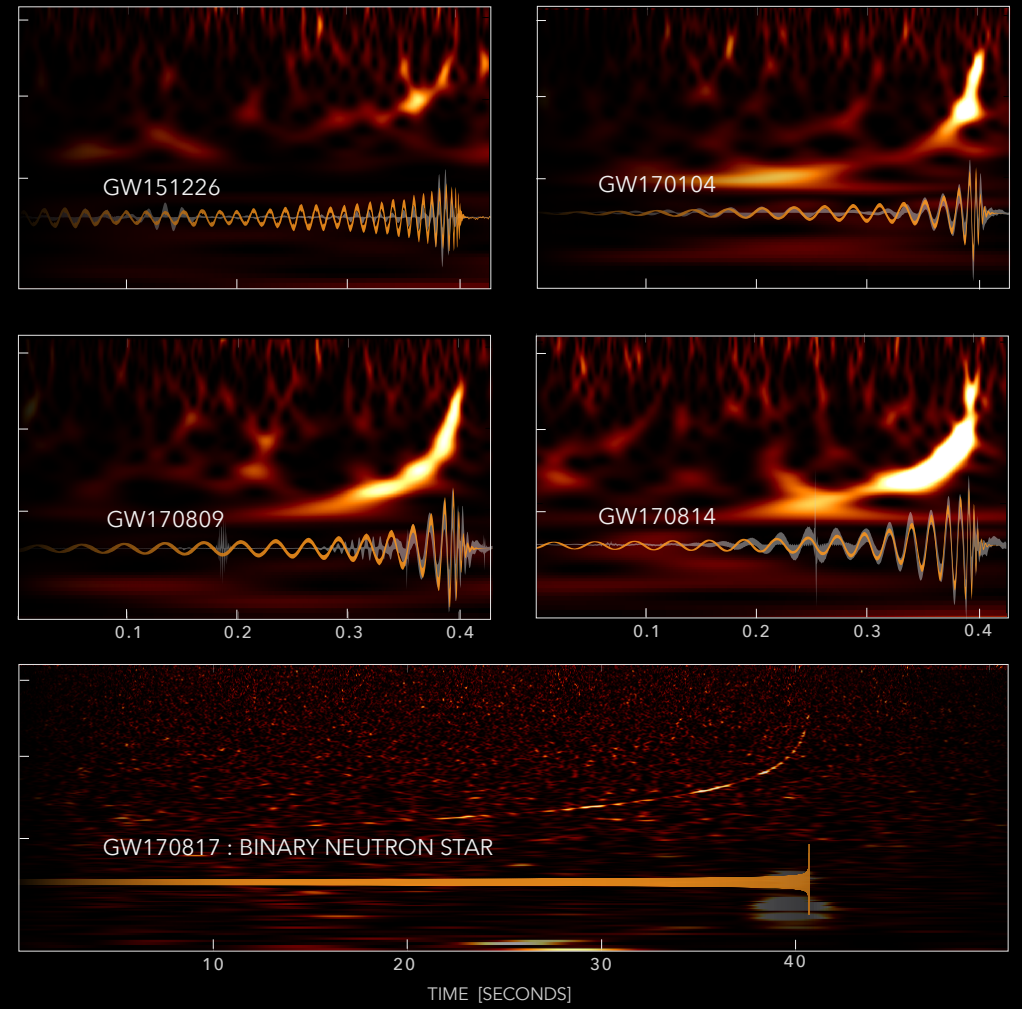 GW151226
GW170104
GW170809
GW170814
0.1 0.2 0.3 0.4
0.1 0.2 0.3 0.4
GW170817 : BINARY NEUTRON STAR
10 20 30 40
TIME [SECONDS]